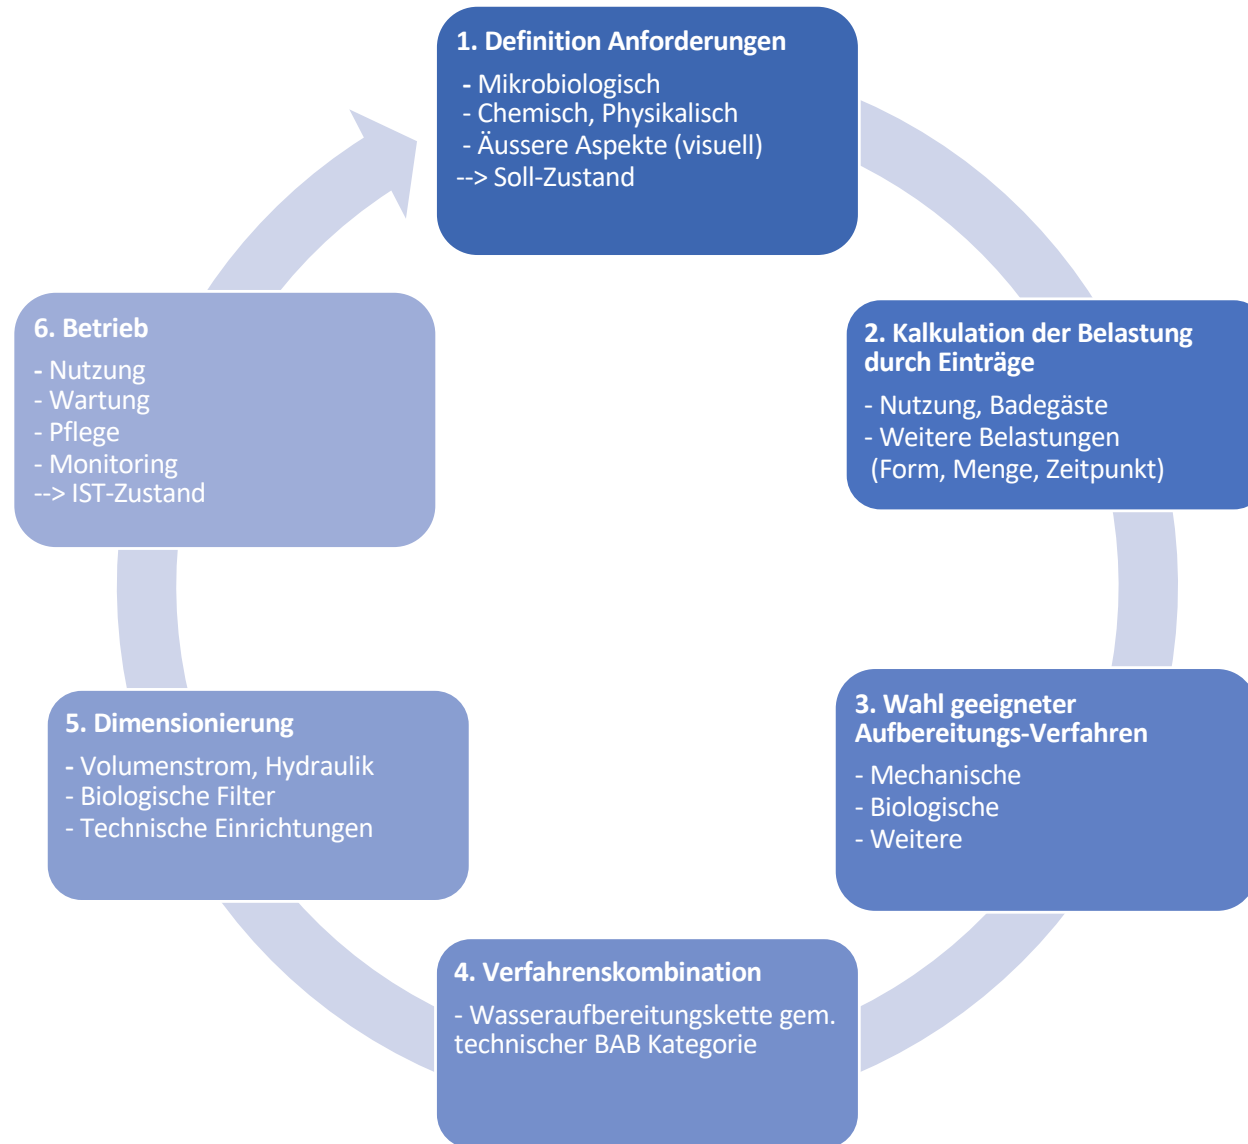 1. Definition Anforderungen
- Mikrobiologisch
- Chemisch, Physikalisch
- Äussere Aspekte (visuell)
--> Soll-Zustand
2. Kalkulation der Belastung
durch Einträge
- Nutzung, Badegäste
- Weitere Belastungen
(Form, Menge, Zeitpunkt)
3. Wahl geeigneter
Aufbereitungs-Verfahren
- Mechanische
- Biologische
- Weitere
4. Verfahrenskombination
- Wasseraufbereitungskette gem.
technischer BAB Kategorie
5. Dimensionierung
- Volumenstrom, Hydraulik
- Biologische Filter
- Technische Einrichtungen
6. Betrieb
- Nutzung
- Wartung
- Pflege
- Monitoring
--> IST-Zustand